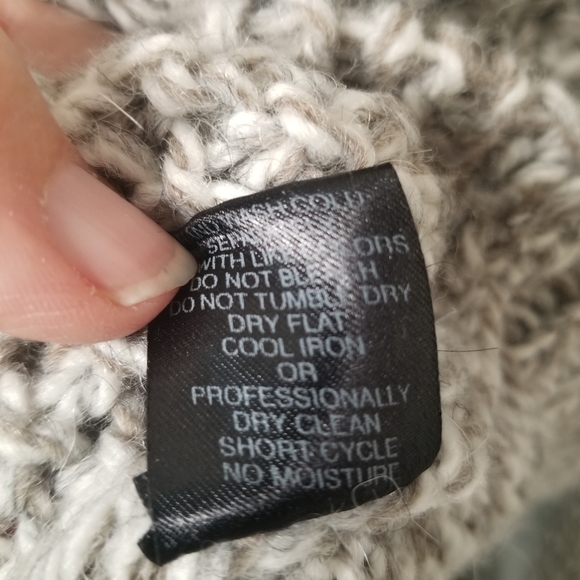 WASH COLD
COLORS
WITH LIKE
DO NOT BLEACH
DO NOT TUMBLE DRY
DRY FLAT
COOL IRON
OR
PROFESSIONALLY
DRY CLEAN
SHORT CYCLE
NO MOISTURE